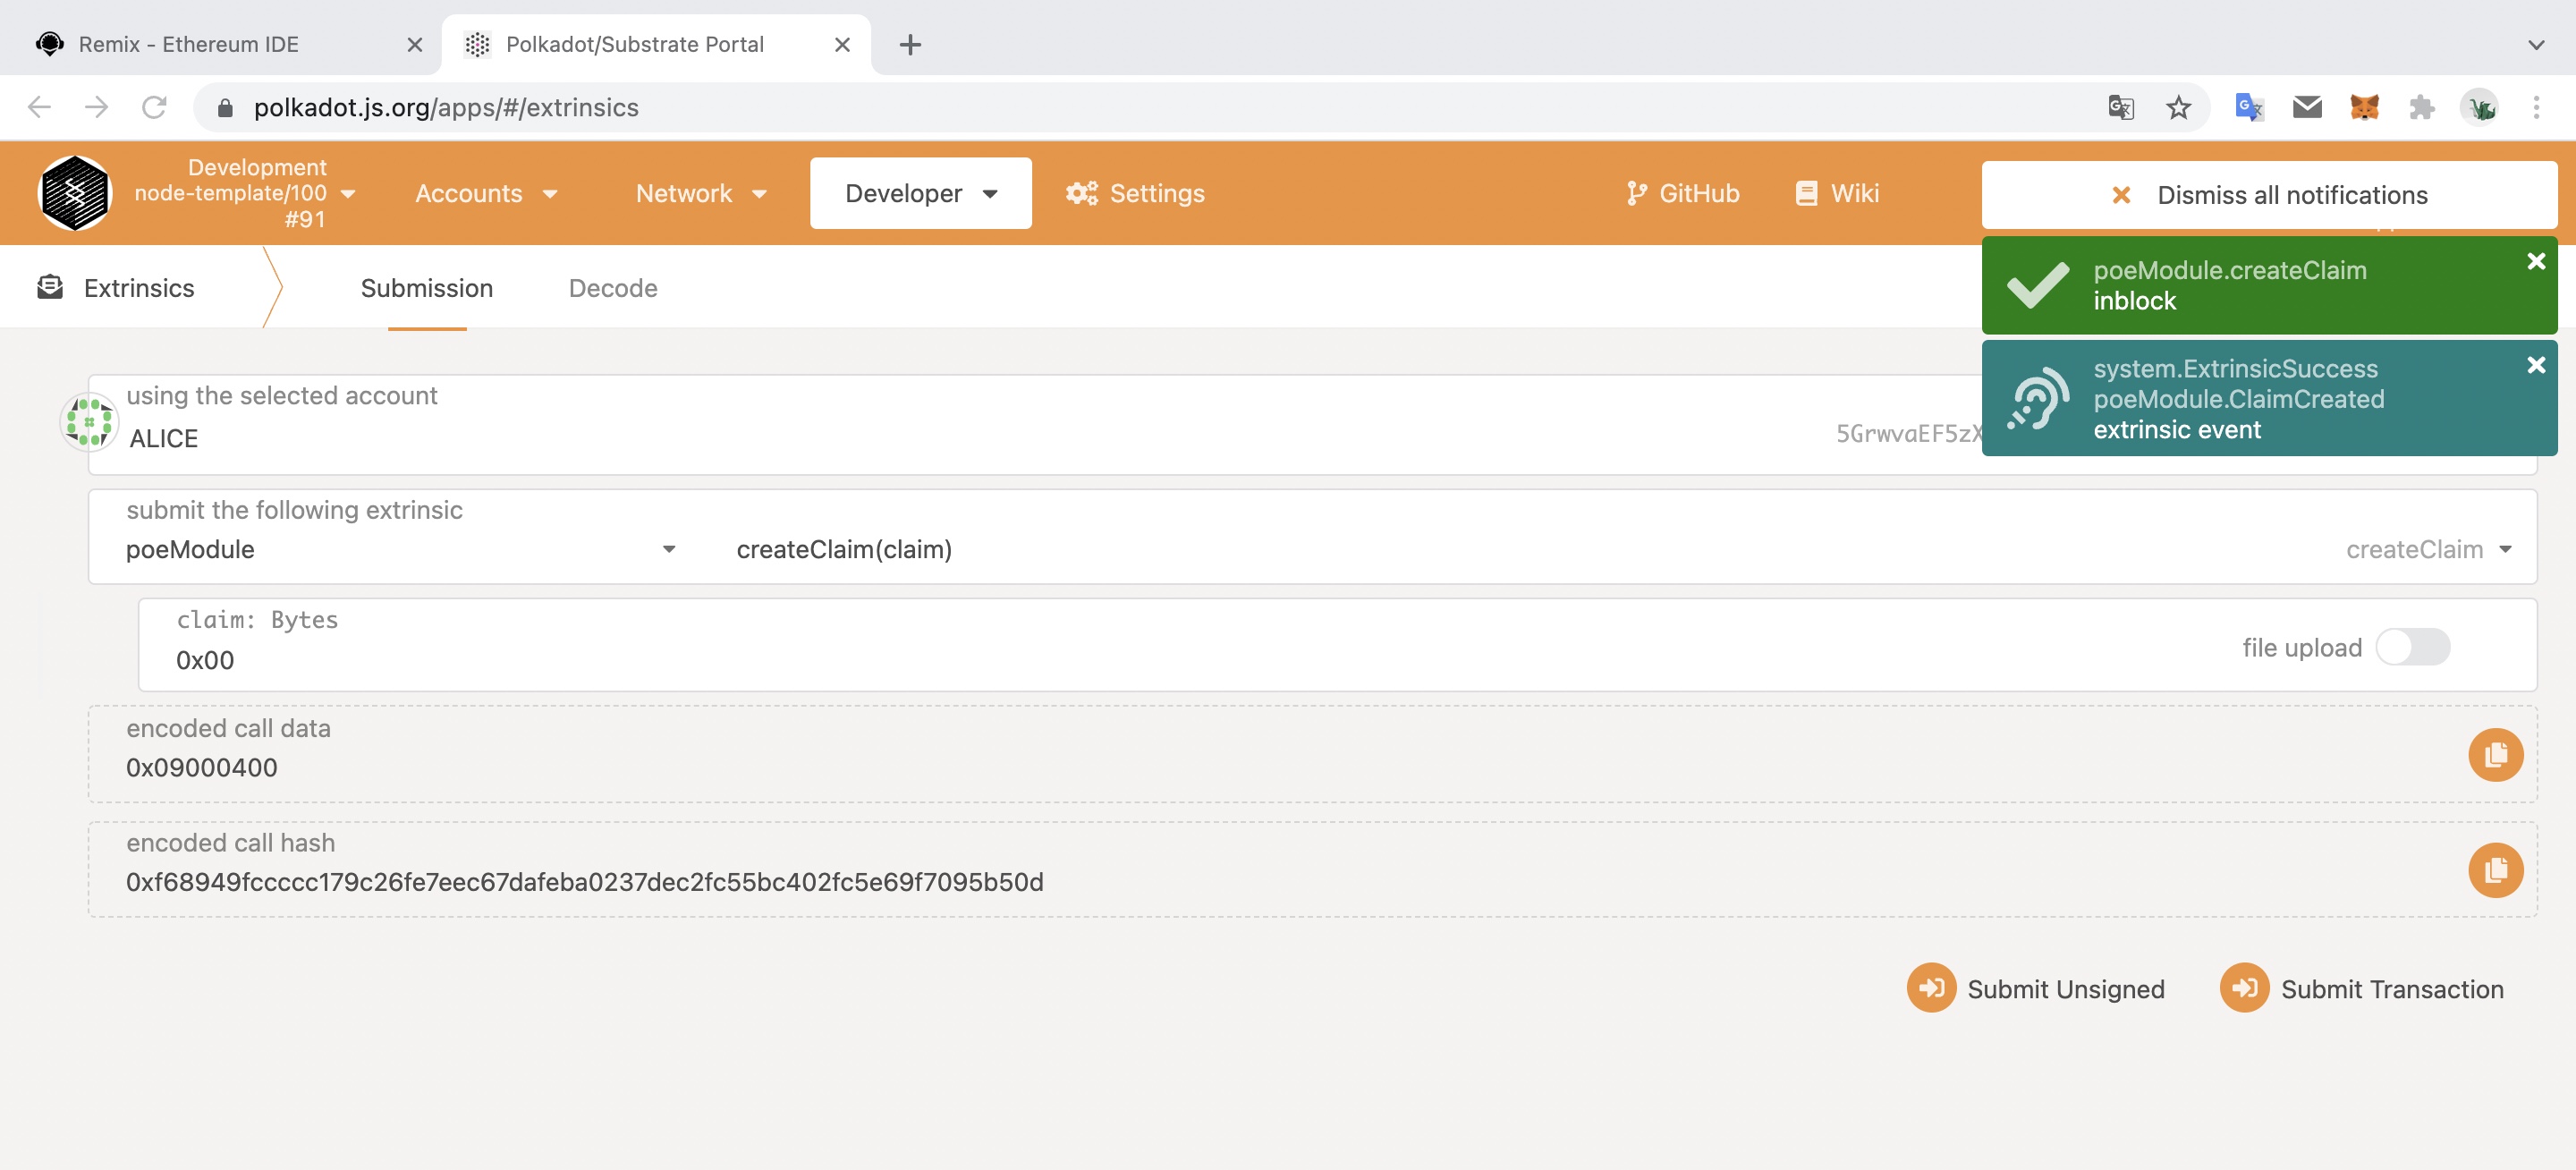 Remix - Ethereum IDE
Polkadot/Substrate Portal
polkadot.js.org/apps/#/extrinsics
Development
node-template/100
#91
Accounts
Network
Developer
Settings
GitHub
Wiki
Dismiss all notifications
poeModule.createClaim
inblock
system.ExtrinsicSuccess
poeModule.ClaimCreated
extrinsic event
Extrinsics
Submission
Decode
using the selected account
ALICE
5GrwvaEF5zX
submit the following extrinsic
poeModule
createClaim(claim)
createClaim
claim: Bytes
0x00
file upload
encoded call data
0x09000400
encoded call hash
0xf68949fccccc179c26fe7eec67dafeba0237dec2fc55bc402fc5e69f7095b50d
Submit Unsigned
Submit Transaction